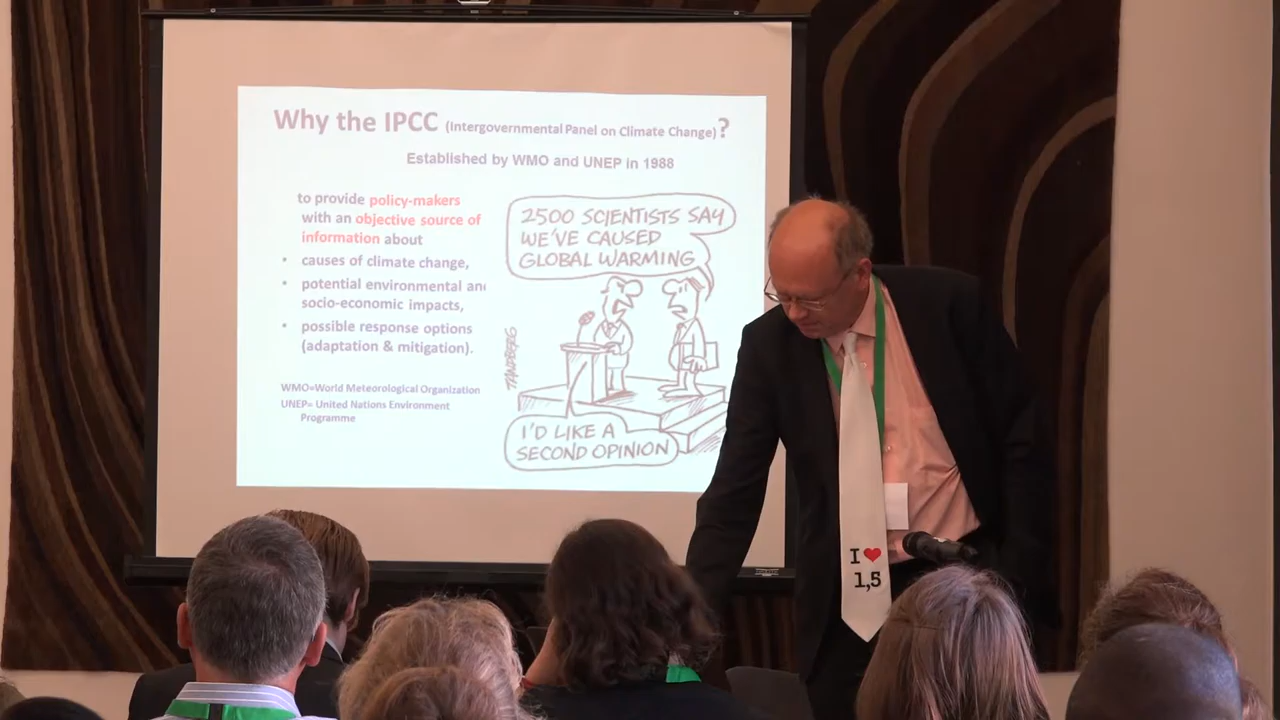 Why the IPCC (Intergovernmental Panel on Climate Change)?
Established by WMO and UNEP in 1988
to provide policy-makers
with an objective source of
information about
• causes of climate change,
• potential environmental and
socio-economic impacts,
• possible response options
(adaptation & mitigation).
WMO=World Meteorological Organization
UNEP= United Nations Environment
Programme
2500 SCIENTISTS SAY
WE'VE CAUSED
GLOBAL WARMING
TANDBERG
I'D LIKE A
SECOND OPINION
I ❤
1,5